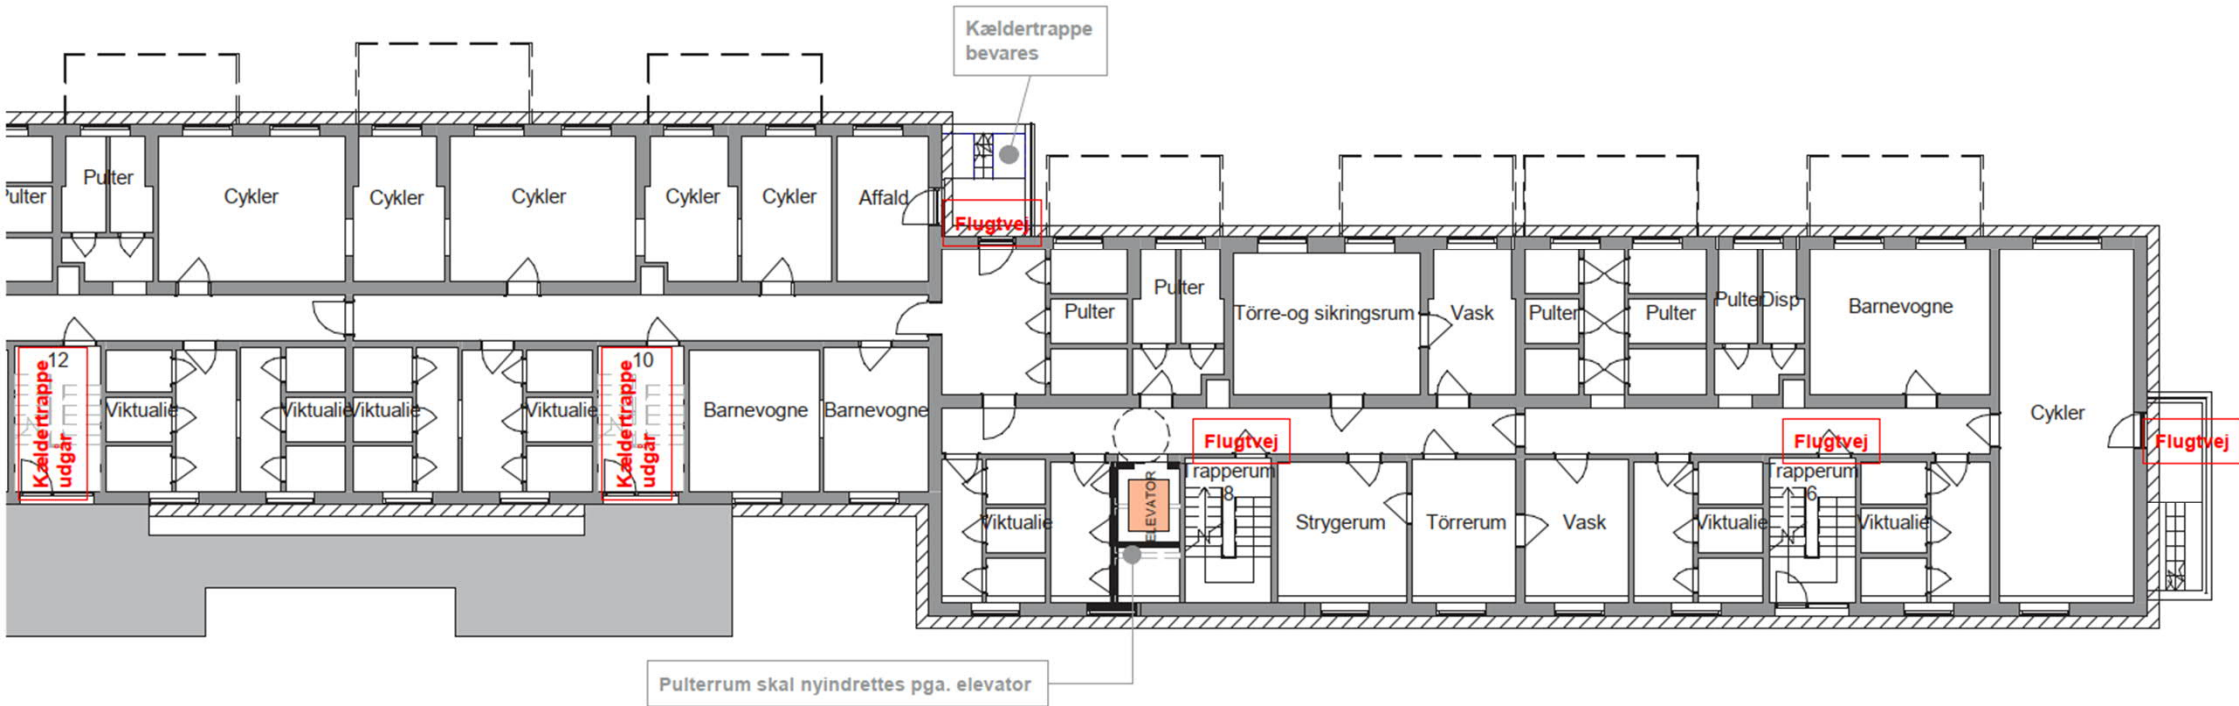 Kældertrappe
bevares
Pulter
Pulter
Cykler
Cykler
Cykler
Cykler
Cykler
Affald
Flugtvej
Pulter
Pulter
Törre-og sikringsrum
Vask
Pulter
Pulter
Pulter
Disp
Barnevogne
Cykler
12
Kældertrappe
udgår
Viktualie
Viktualie
Viktualie
Viktualie
10
Kældertrappe
udgår
Barnevogne
Barnevogne
Flugtvej
Flugtvej
Flugtvej
Viktualie
ELEVATOR
Trapperum
8
Strygerum
Törrerum
Vask
Viktualie
Trapperum
6
Viktualie
Pulterrum skal nyindrettes pga. elevator